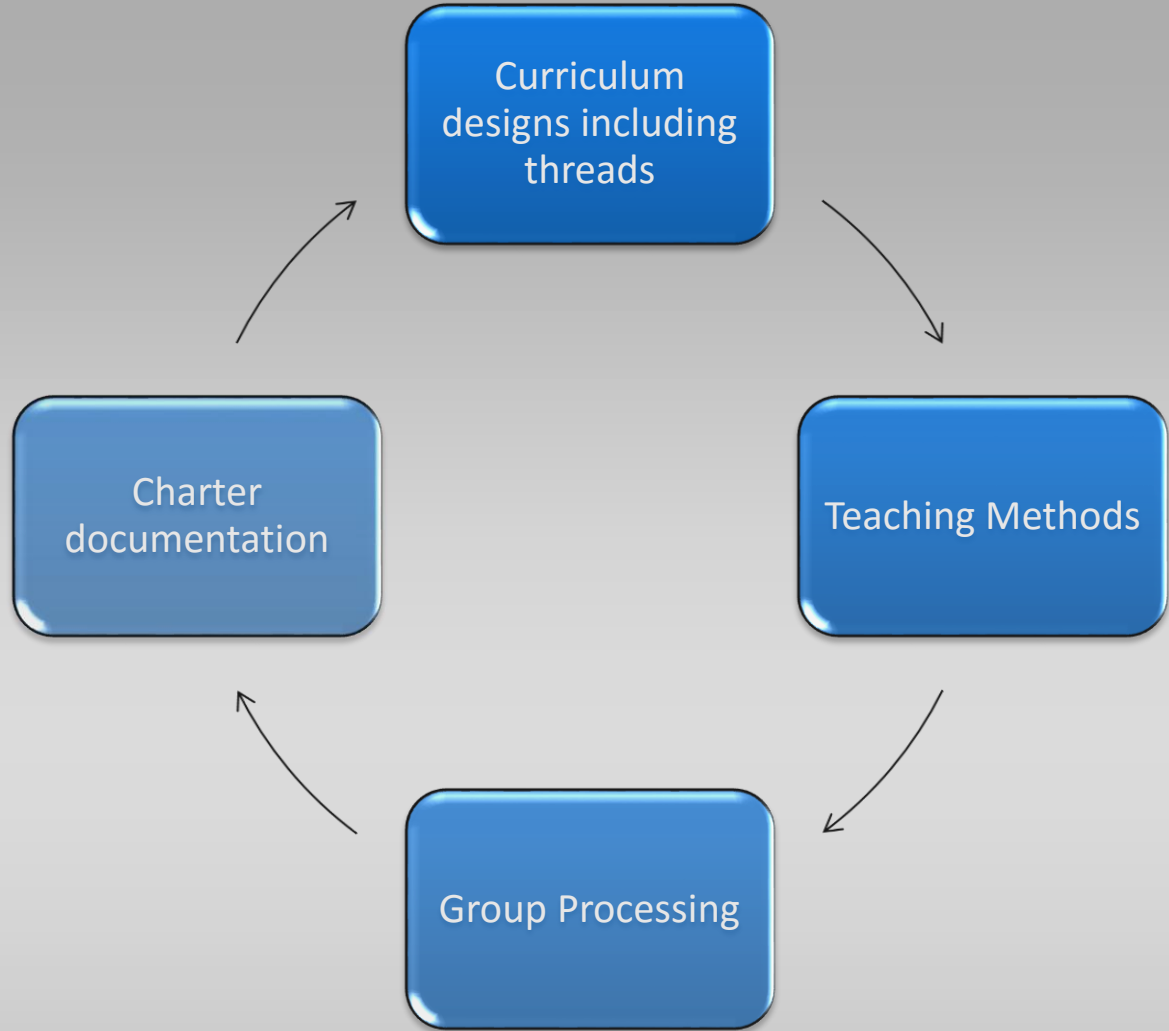 Curriculum
designs including
threads
Teaching Methods
Group Processing
Charter
documentation